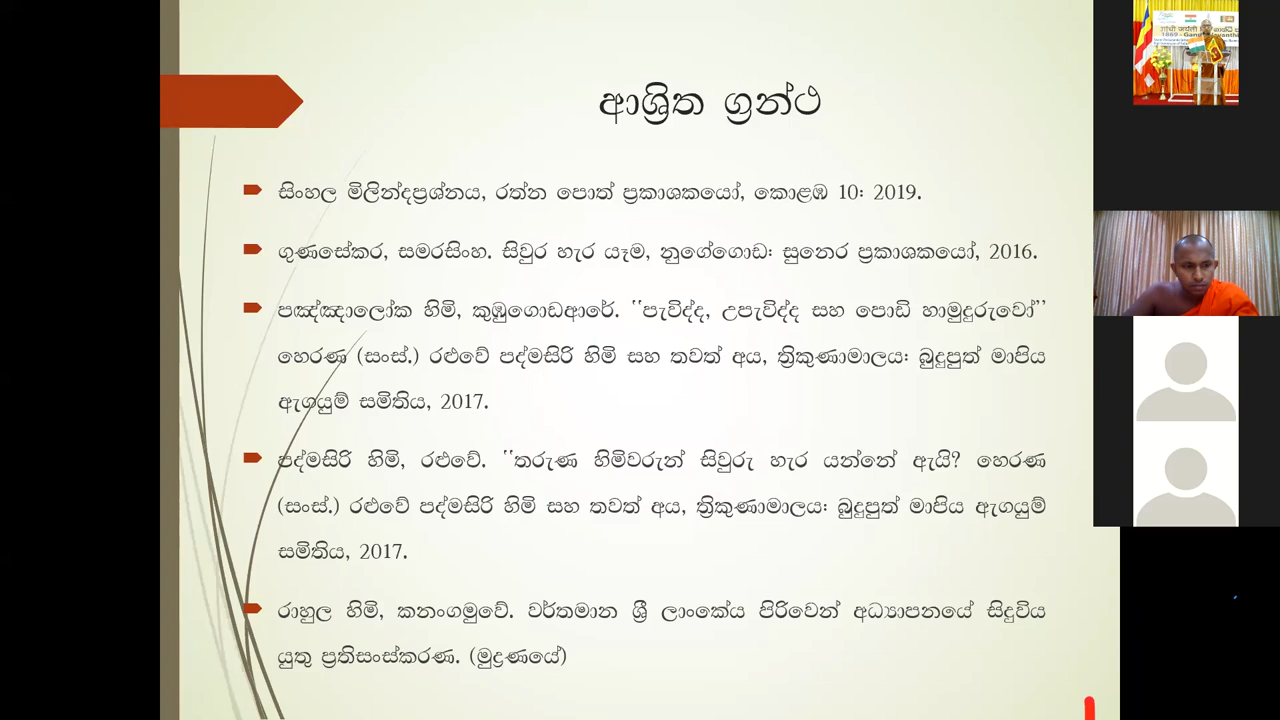 ආශ්‍රිත ග්‍රන්ථ
සිංහල මිලින්දප්‍රශ්නය, රත්න පොත් ප්‍රකාශකයෝ, කොළඹ 10: 2019.
ගුණසේකර, සමරසිංහ. සිවුර හැර යෑම, නුගේගොඩ: සුනෙර ප්‍රකාශකයෝ, 2016.
පඤ්ඤාලෝක හිමි, කුඹුගොඩආරේ. ‛‛පැවිද්ද, උපැවිද්ද සහ පොඩි හාමුදුරුවෝ’’
හෙරණ (සංස්.) රළුවේ පද්මසිරි හිමි සහ තවත් අය, ත්‍රිකුණාමාලය: බුදුපුත් මාපිය
ඇගයුම් සමිතිය, 2017.
පද්මසිරි හිමි, රළුවේ. ‛‛තරුණ හිමිවරුන් සිවුරු හැර යන්නේ ඇයි? හෙරණ
(සංස්.) රළුවේ පද්මසිරි හිමි සහ තවත් අය, ත්‍රිකුණාමාලය: බුදුපුත් මාපිය ඇගයුම්
සමිතිය, 2017.
රාහුල හිමි, කනංගමුවේ. වර්තමාන ශ්‍රී ලාංකේය පිරිවෙන් අධ්‍යාපනයේ සිදුවිය
යුතු ප්‍රතිසංස්කරණ. (මුද්‍රණයේ)